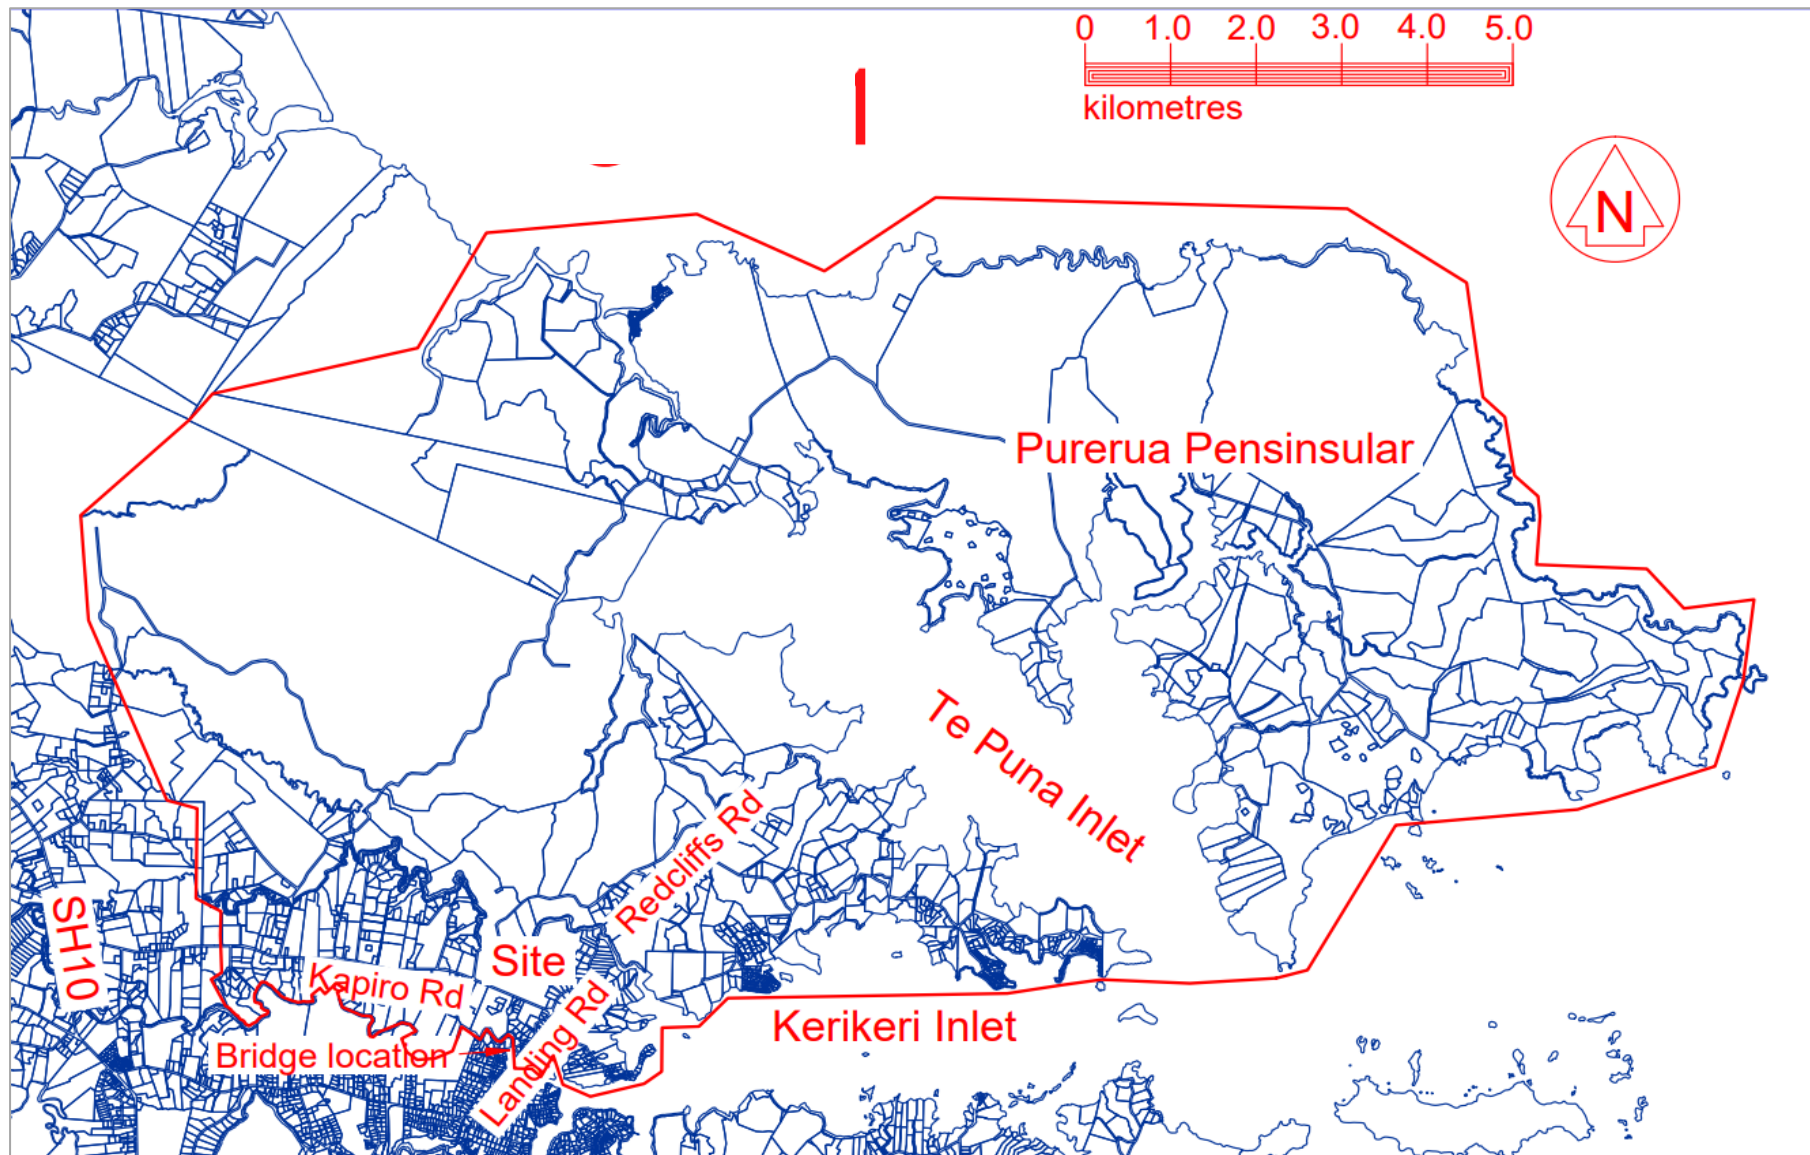 0 1.0 2.0 3.0 4.0 5.0
kilometres
N
Purerua Pensinsular
Te Puna Inlet
Redcliffs Rd
SH10
Site
Kapiro Rd
Landing Rd
Kerikeri Inlet
Bridge location